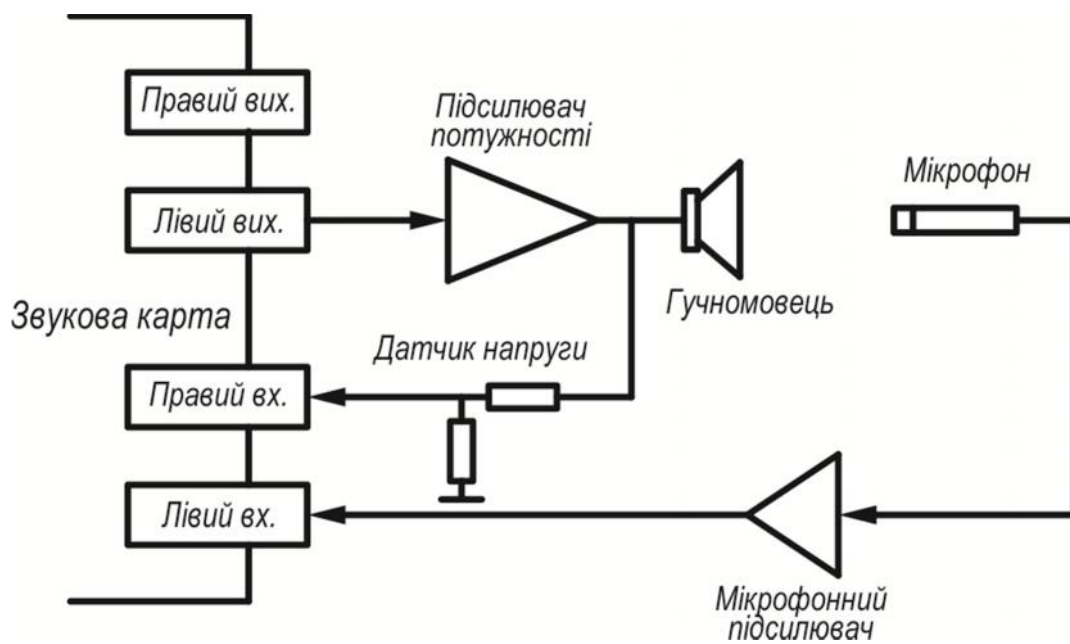 Правий вих.
Підсилювач
потужності
Мікрофон
Лівий вих.
Гучномовець
Звукова карта
Датчик напруги
Правий вх.
Лівий вх.
Мікрофонний
підсилювач